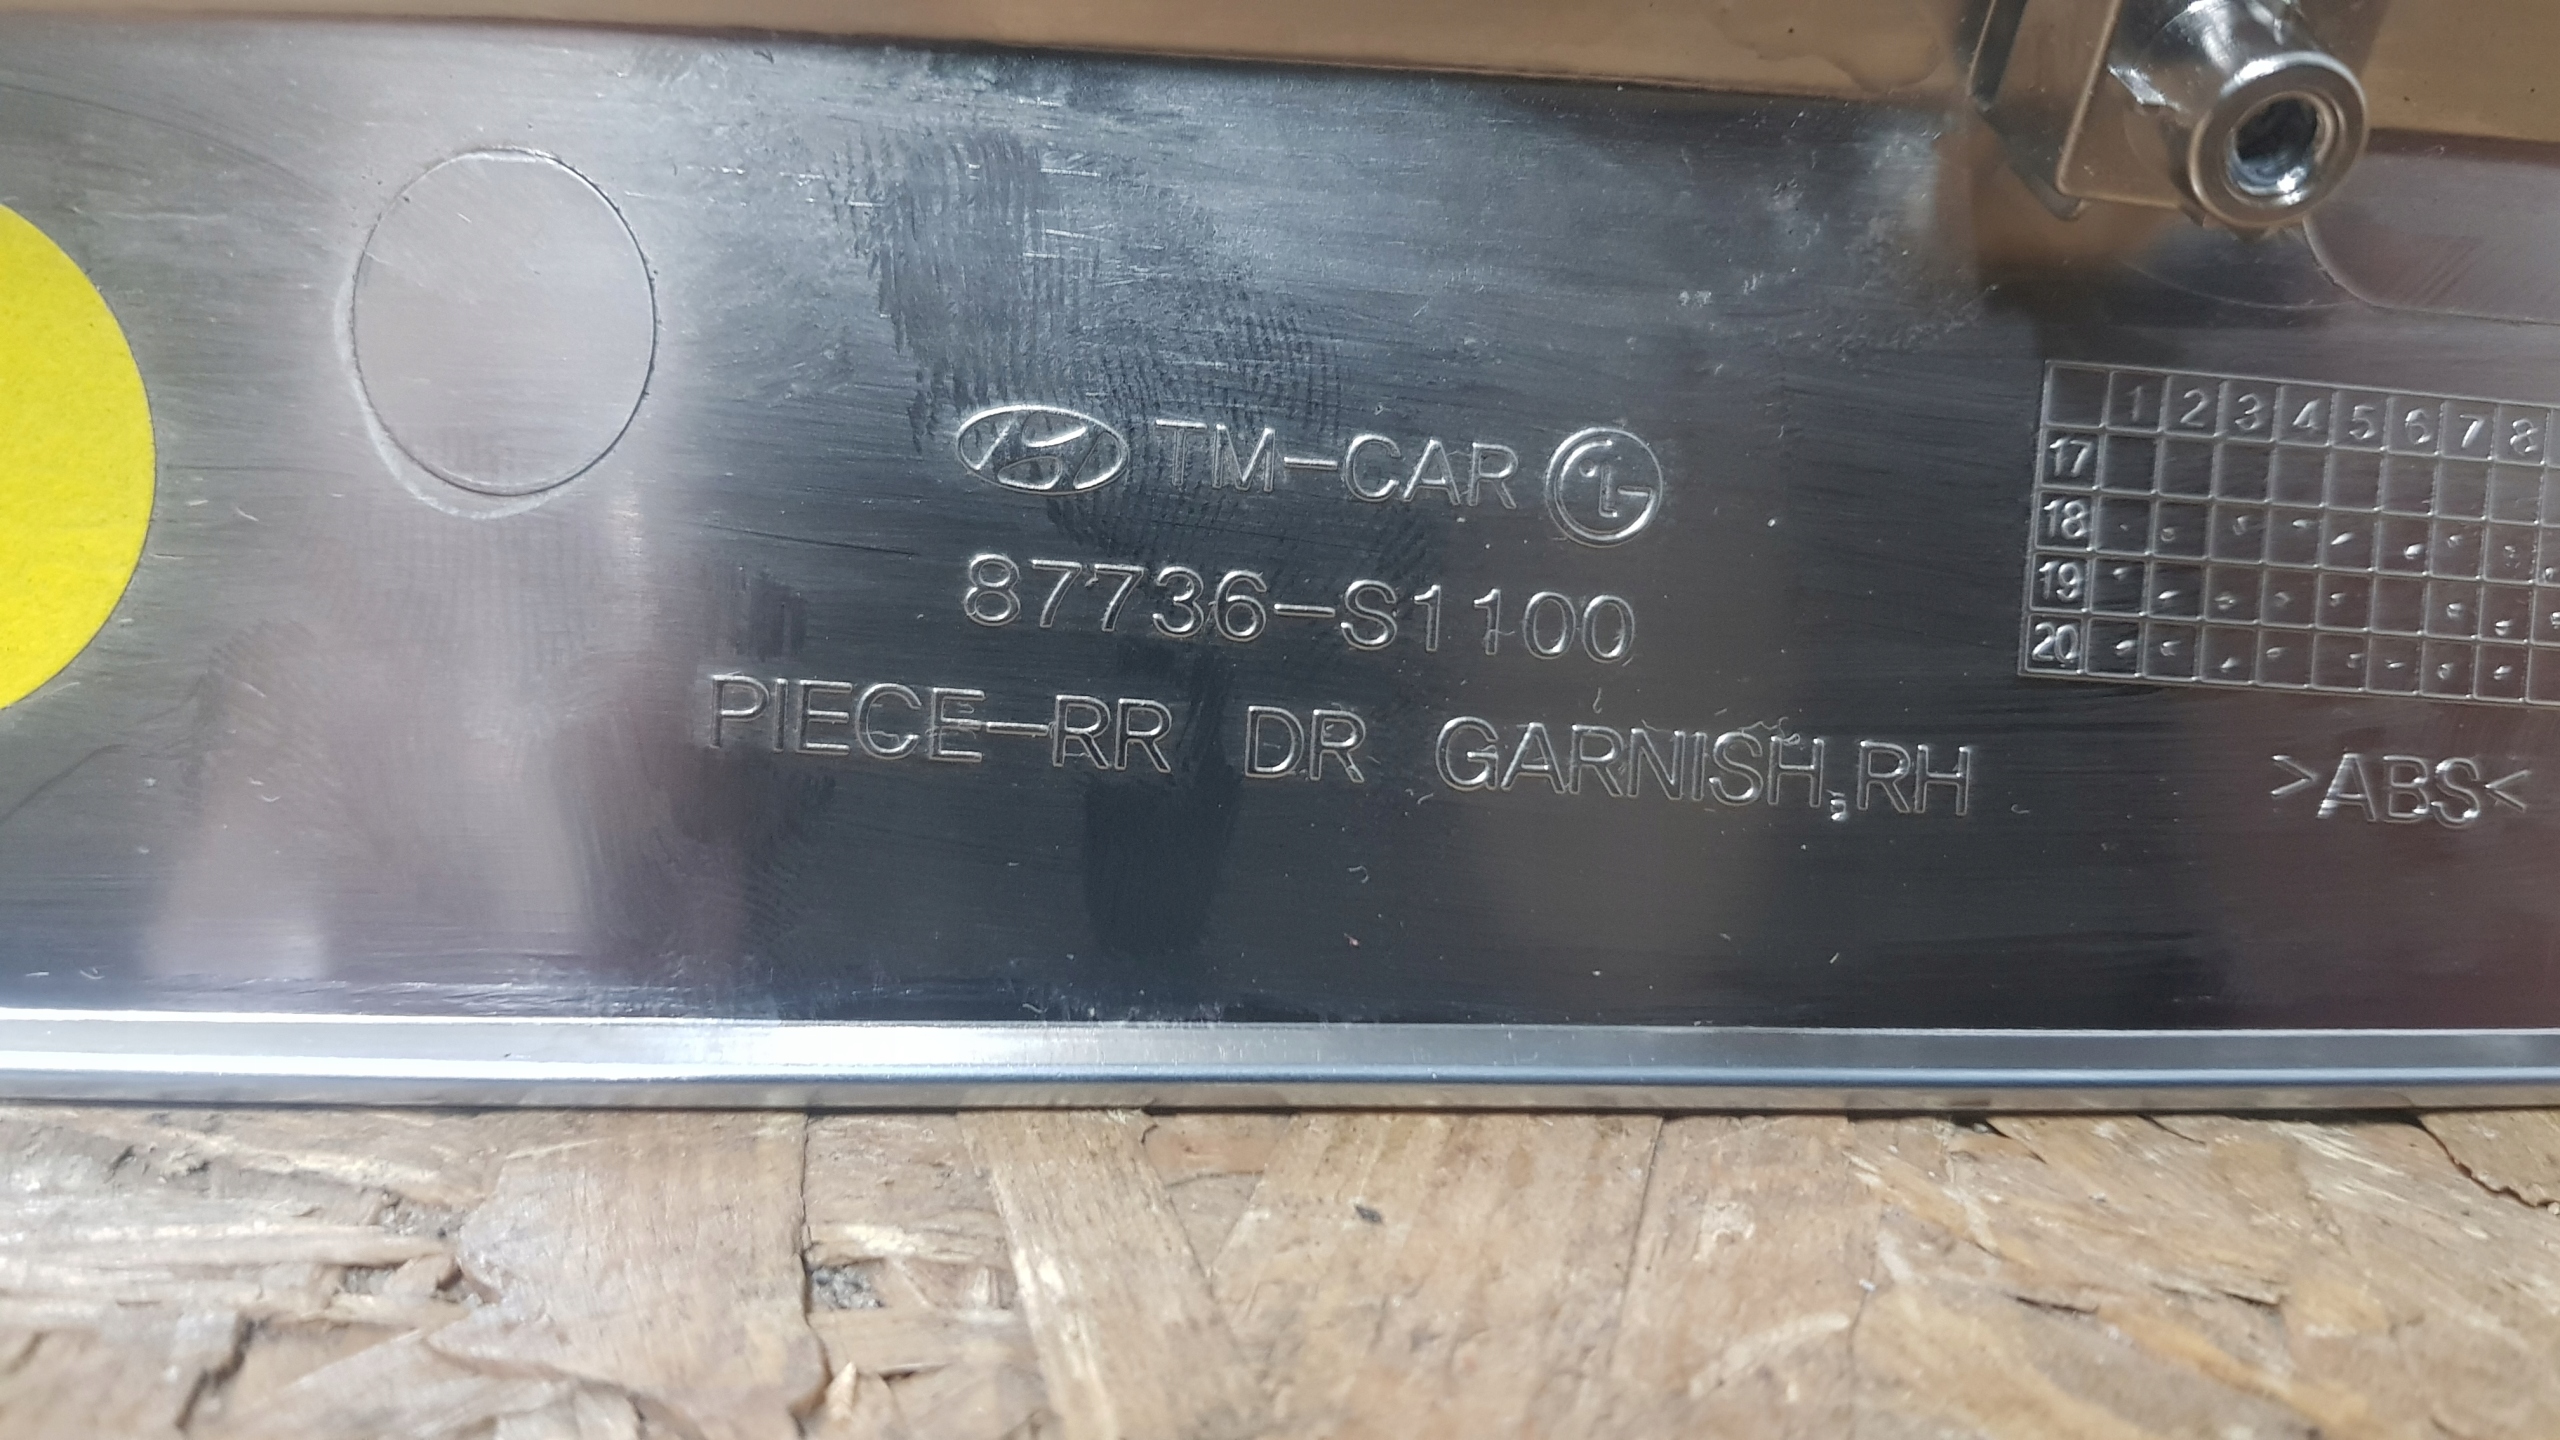 TM-CAR LG
87736-S1100
PIECE-RR DR GARNISH,RH
1 2 3 4 5 6 7 8
17
18
19
20
>ABS<